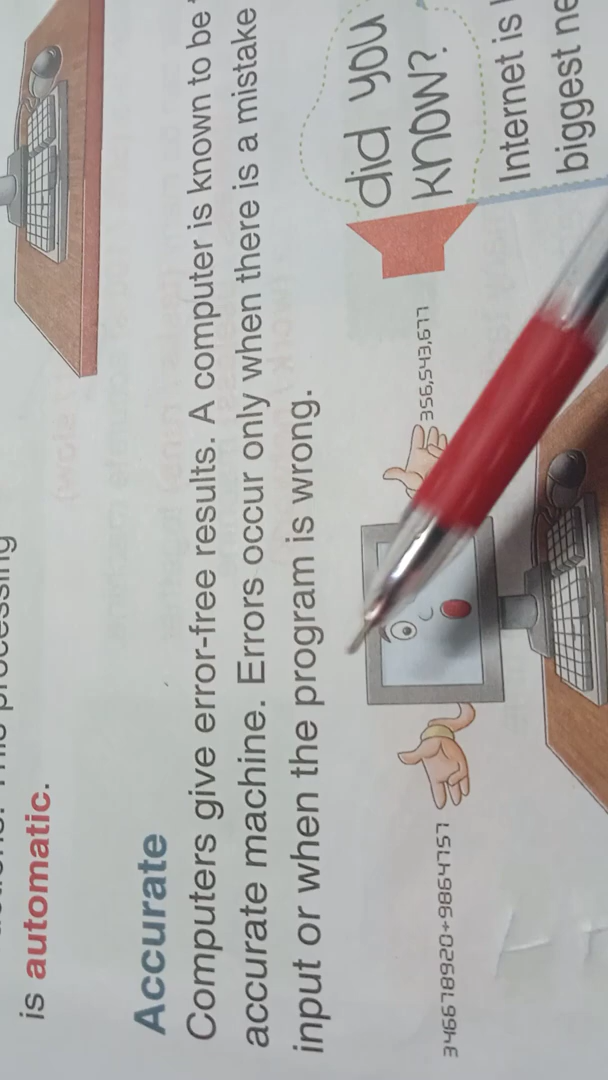 is automatic.
Accurate
Computers give error-free results. A computer is known to be
accurate machine. Errors occur only when there is a mistake
input or when the program is wrong.
346678920+9864757
356,543,677
did you
know?
Internet is
biggest